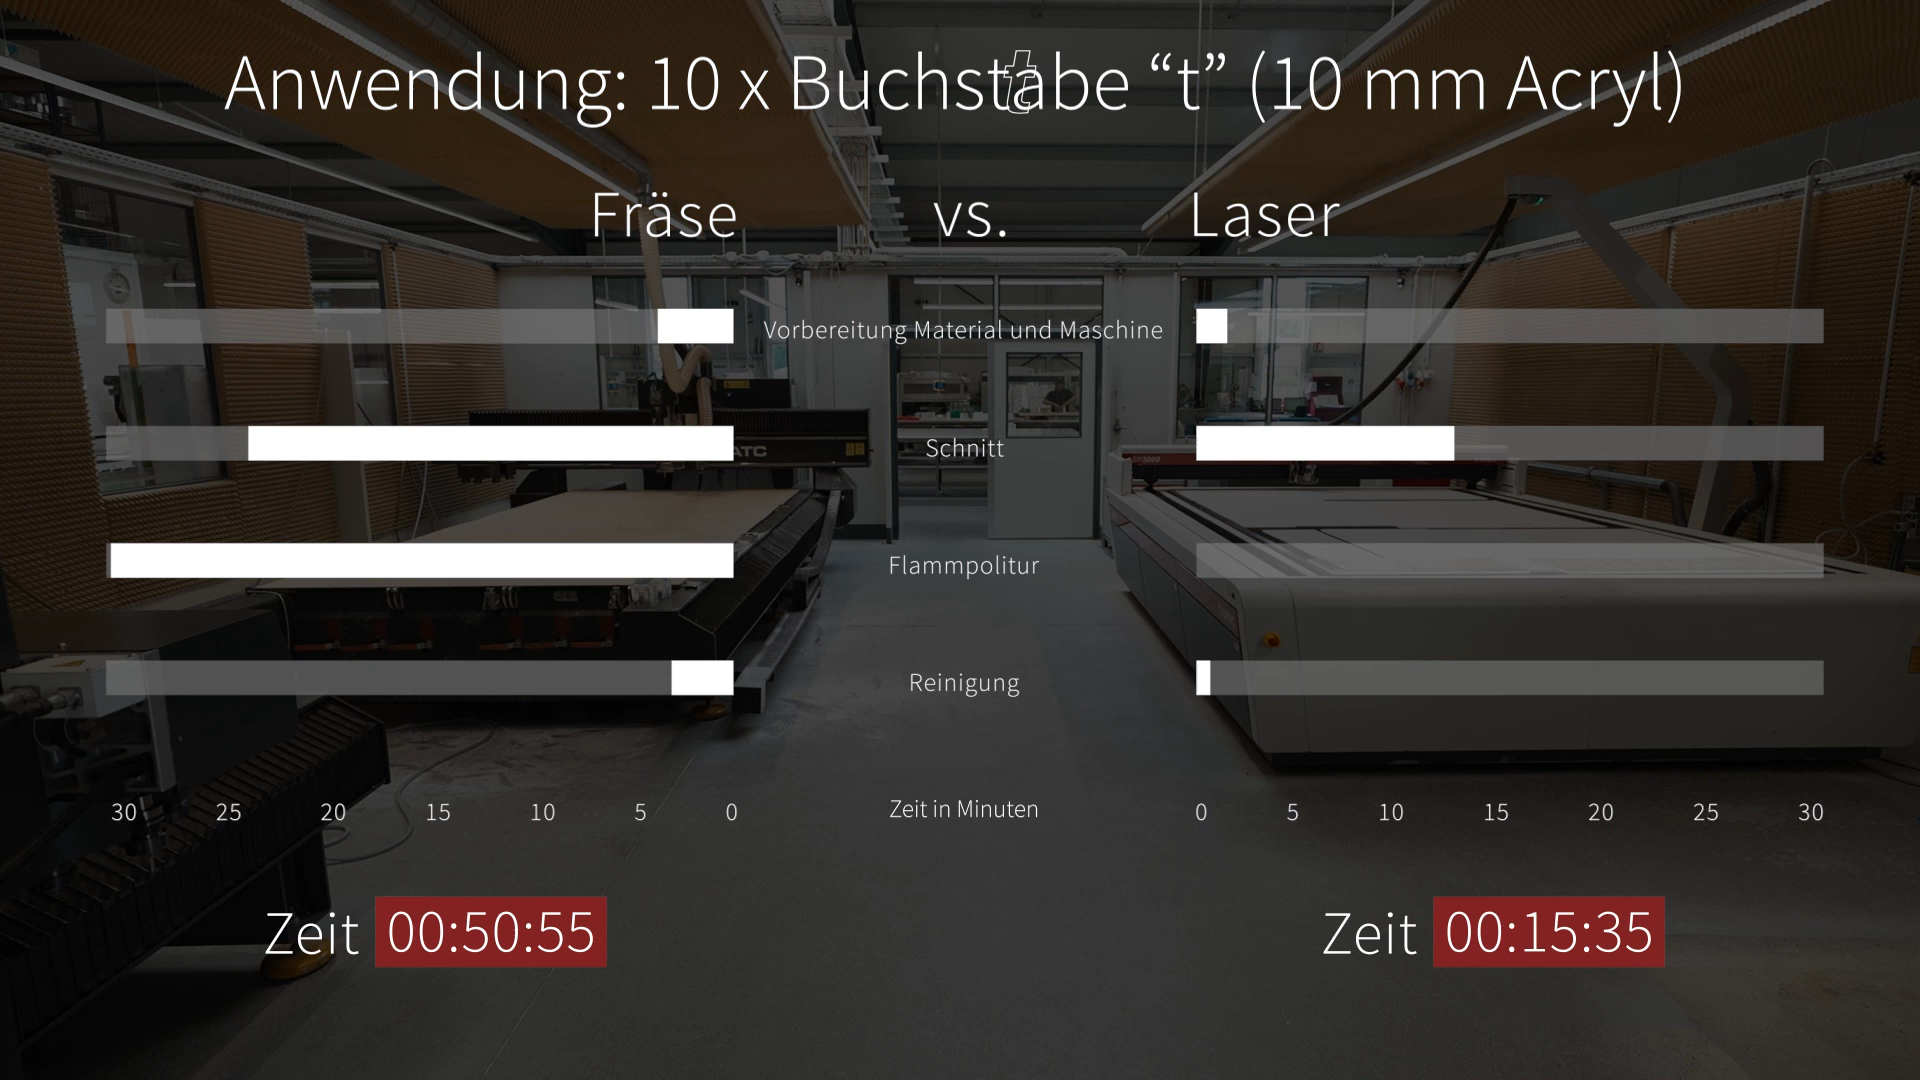 Anwendung: 10 x Buchstabe “t” (10 mm Acryl)
Fräse vs. Laser
Vorbereitung Material und Maschine
ATC
Schnitt
Flammpolitur
Reinigung
30 25 20 15 10 5 0 Zeit in Minuten 0 5 10 15 20 25 30
Zeit 00:50:55 Zeit 00:15:35